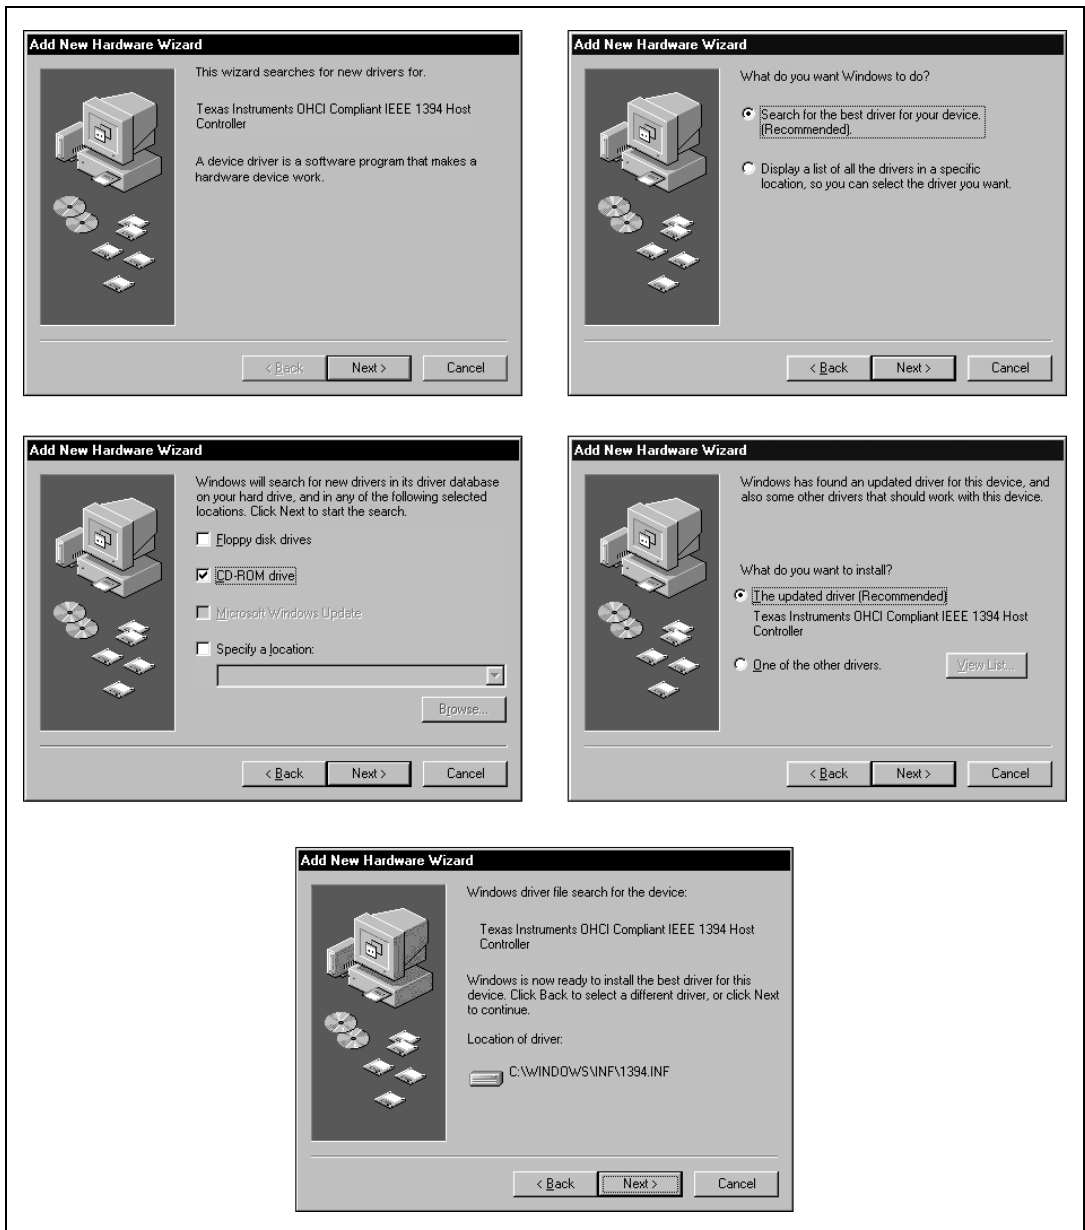 Add New Hardware Wizard
This wizard searches for new drivers for.
Texas Instruments OHCI Compliant IEEE 1394 Host
Controller
A device driver is a software program that makes a
hardware device work.
< Back
Next >
Cancel
Add New Hardware Wizard
What do you want Windows to do?
Search for the best driver for your device.
(Recommended).
Display a list of all the drivers in a specific
location, so you can select the driver you want.
< Back
Next >
Cancel
Add New Hardware Wizard
Windows will search for new drivers in its driver database
on your hard drive, and in any of the following selected
locations. Click Next to start the search.
Floppy disk drives
CD-ROM drive
Microsoft Windows Update
Specify a location:
Browse...
< Back
Next >
Cancel
Add New Hardware Wizard
Windows has found an updated driver for this device, and
also some other drivers that should work with this device.
What do you want to install?
The updated driver (Recommended)
Texas Instruments OHCI Compliant IEEE 1394 Host
Controller
One of the other drivers.
View List...
< Back
Next >
Cancel
Add New Hardware Wizard
Windows driver file search for the device:
Texas Instruments OHCI Compliant IEEE 1394 Host
Controller
Windows is now ready to install the best driver for this
device. Click Back to select a different driver, or click Next
to continue.
Location of driver:
C:\WINDOWS\INF\1394.INF
< Back
Next >
Cancel